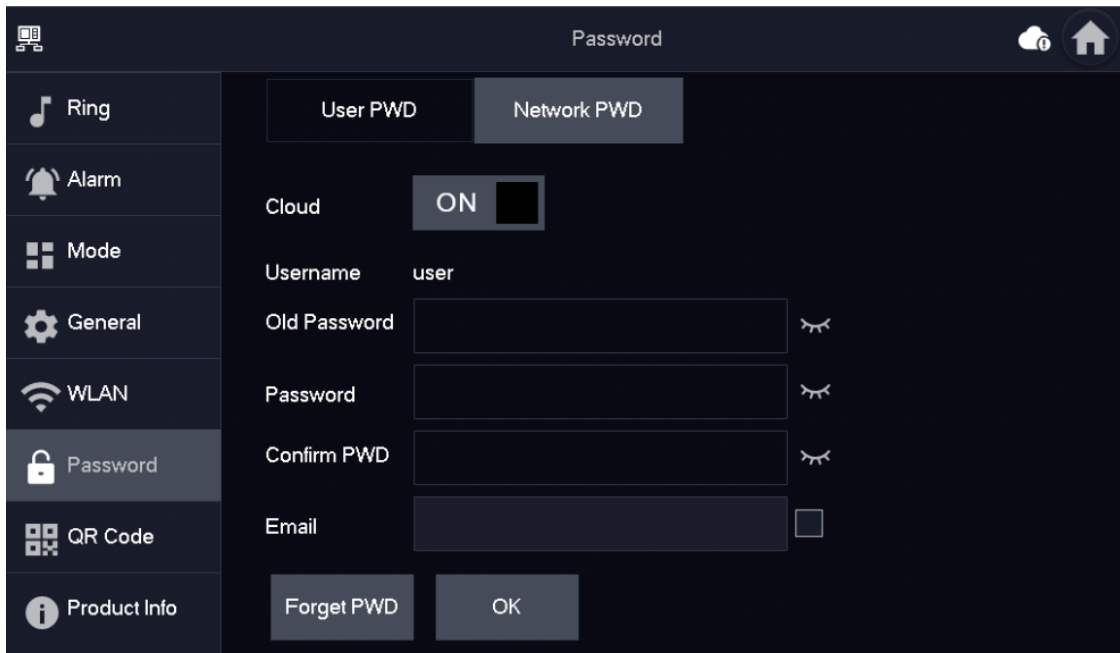 Password
Ring
Alarm
Mode
General
WLAN
Password
QR Code
Product Info
User PWD
Network PWD
Cloud
ON
Username
user
Old Password
Password
Confirm PWD
Email
Forget PWD
OK